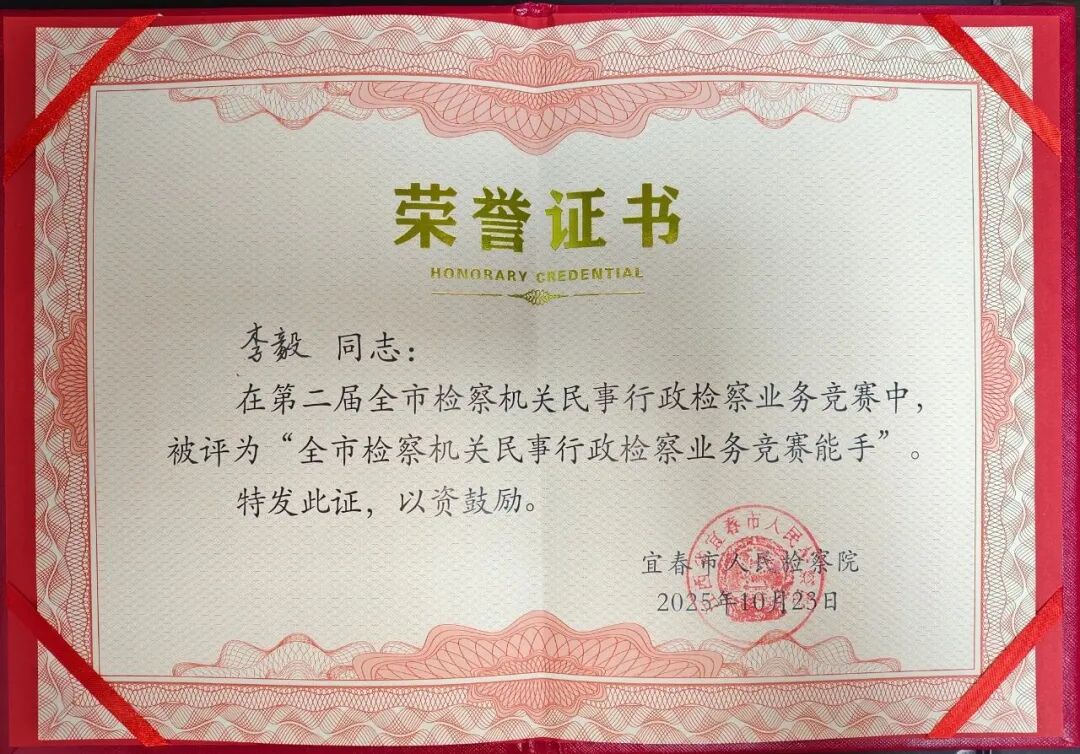 荣誉证书
HONORARY CREDENTIAL
李毅 同志：
在第二届全市检察机关民事行政检察业务竞赛中，
被评为“全市检察机关民事行政检察业务竞赛能手”。
特发此证，以资鼓励。
宜春市人民检察院
2025年10月23日